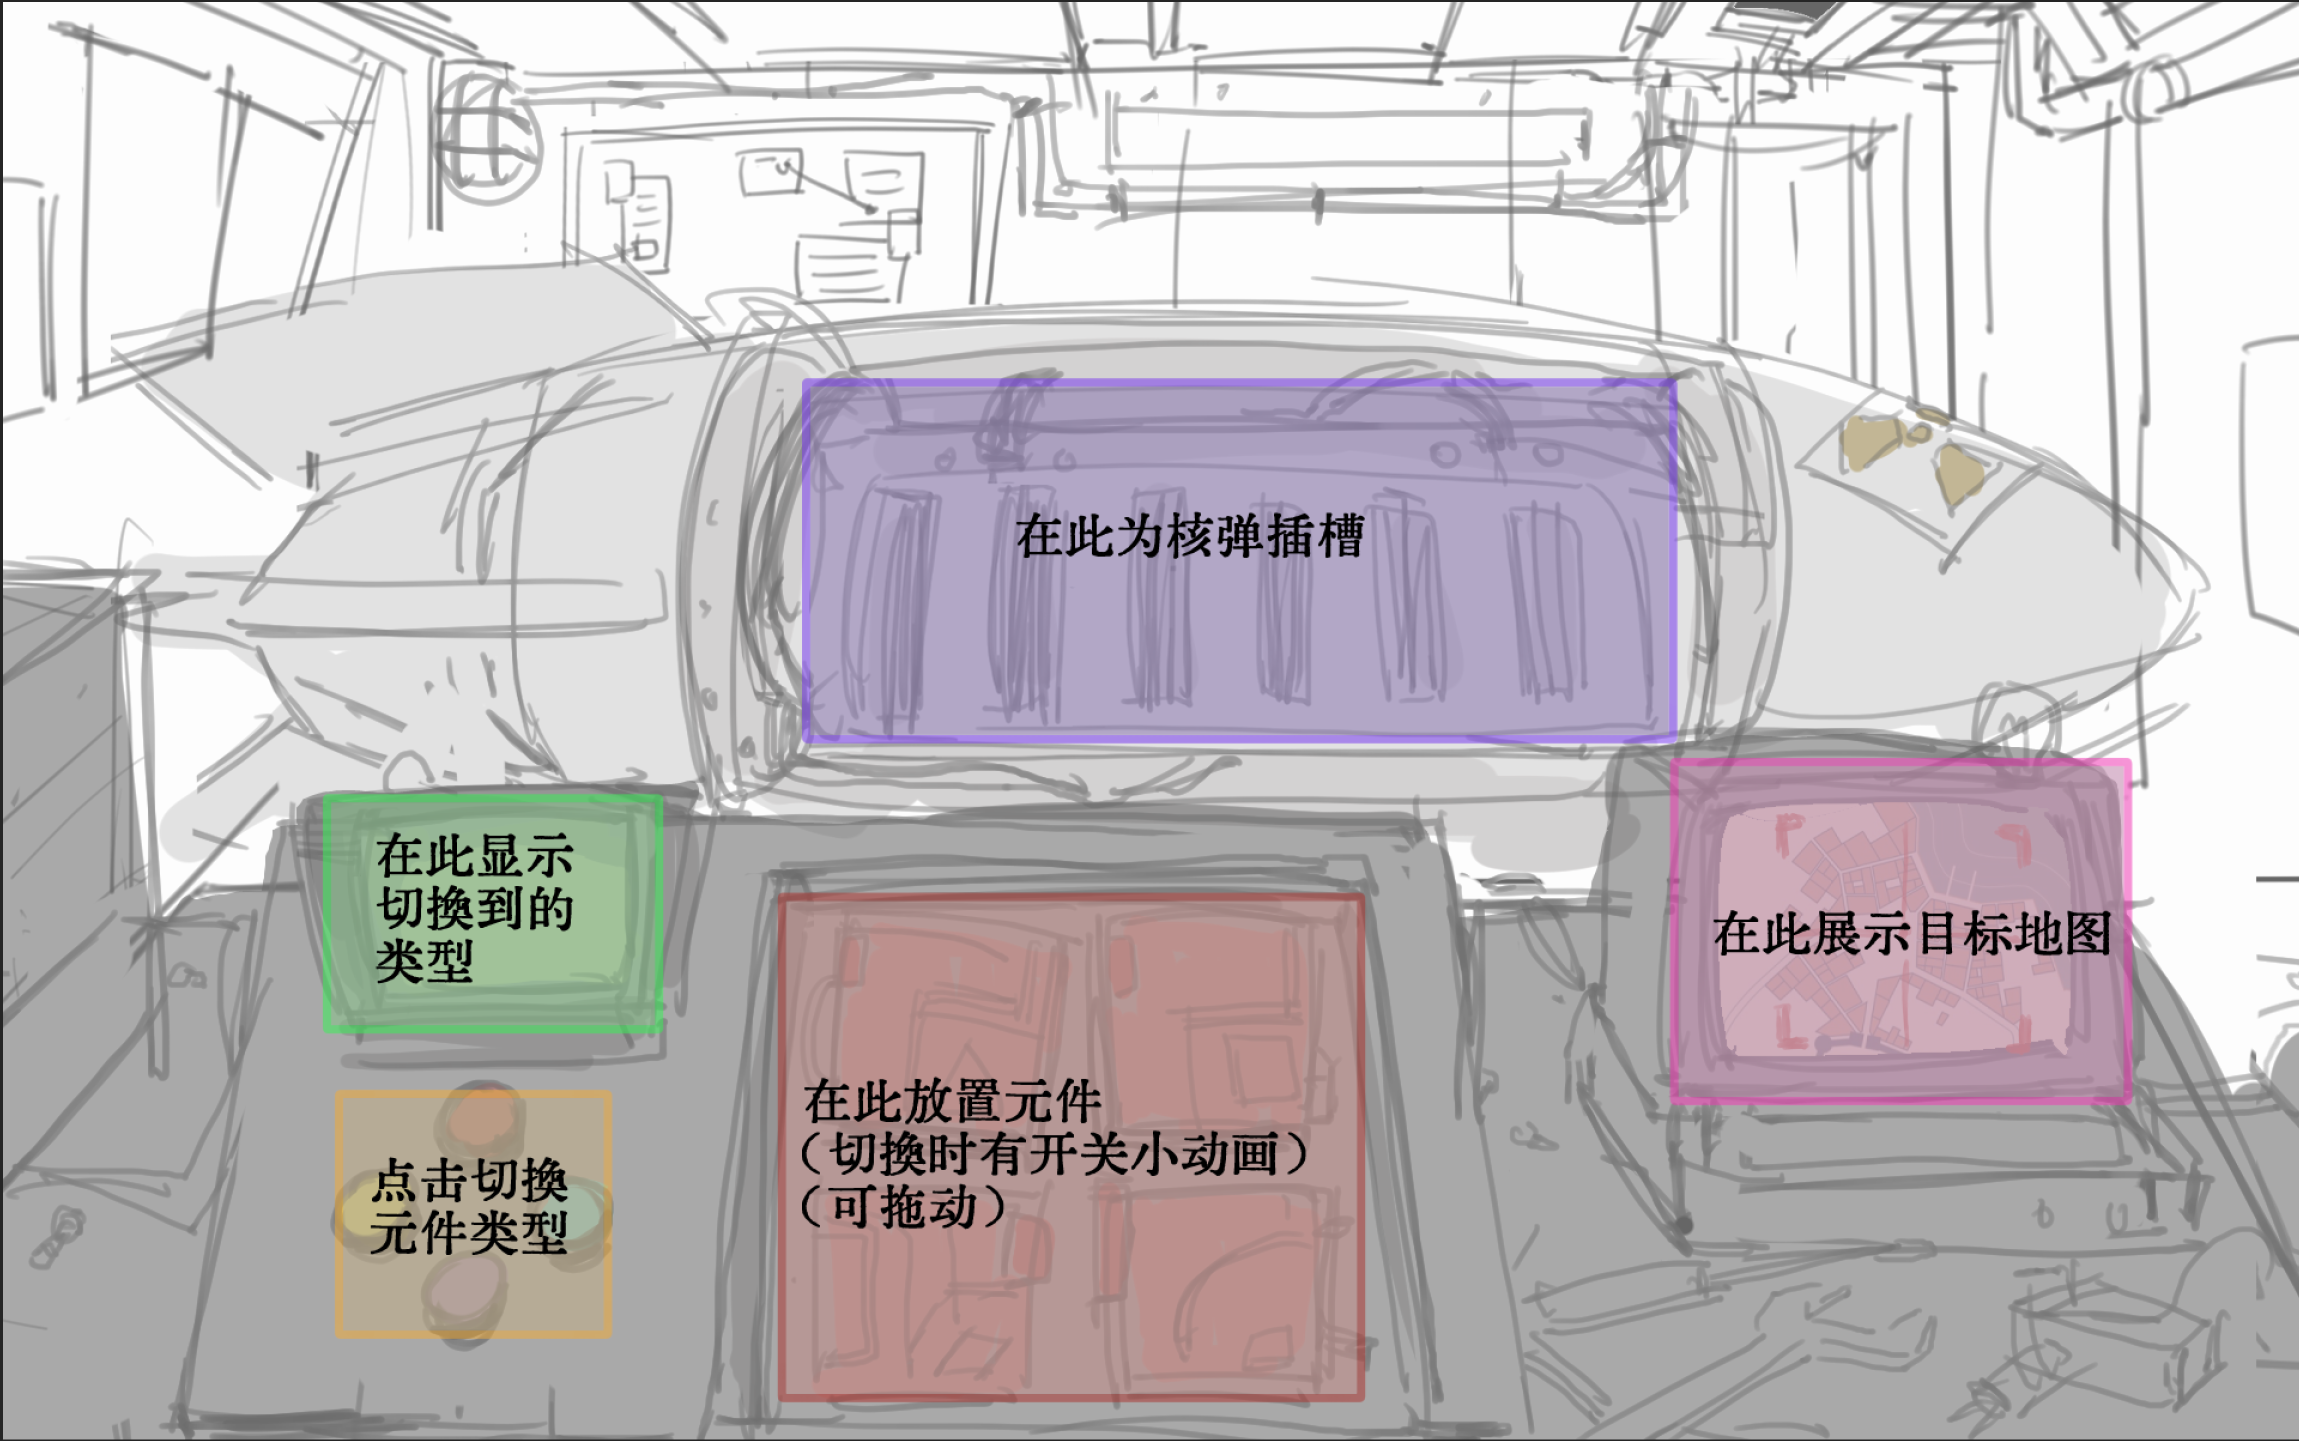 在此为核弹插槽
在此显示
切换到的
类型
在此展示目标地图
在此放置元件
（切换时有开关小动画）
（可拖动）
点击切换
元件类型